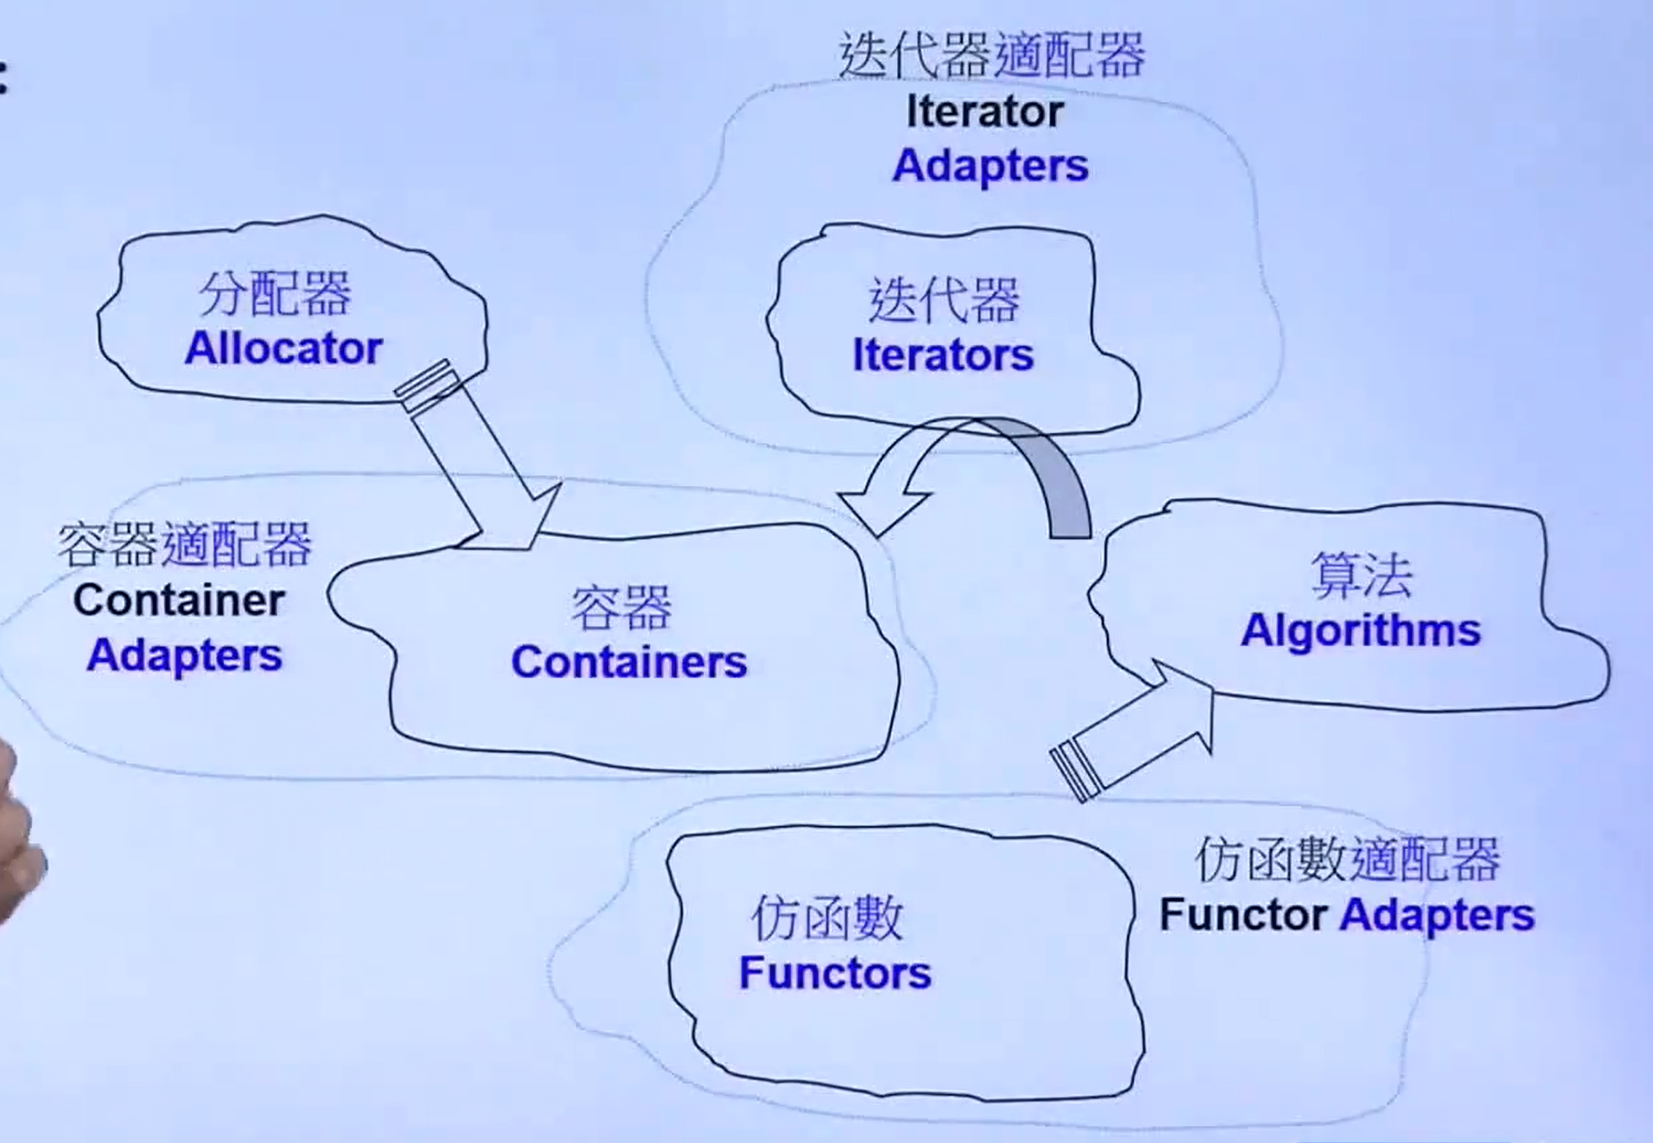 :
迭代器適配器
Iterator
Adapters
分配器
Allocator
迭代器
Iterators
容器適配器
Container
Adapters
容器
Containers
算法
Algorithms
仿函數
Functors
仿函數適配器
Functor Adapters